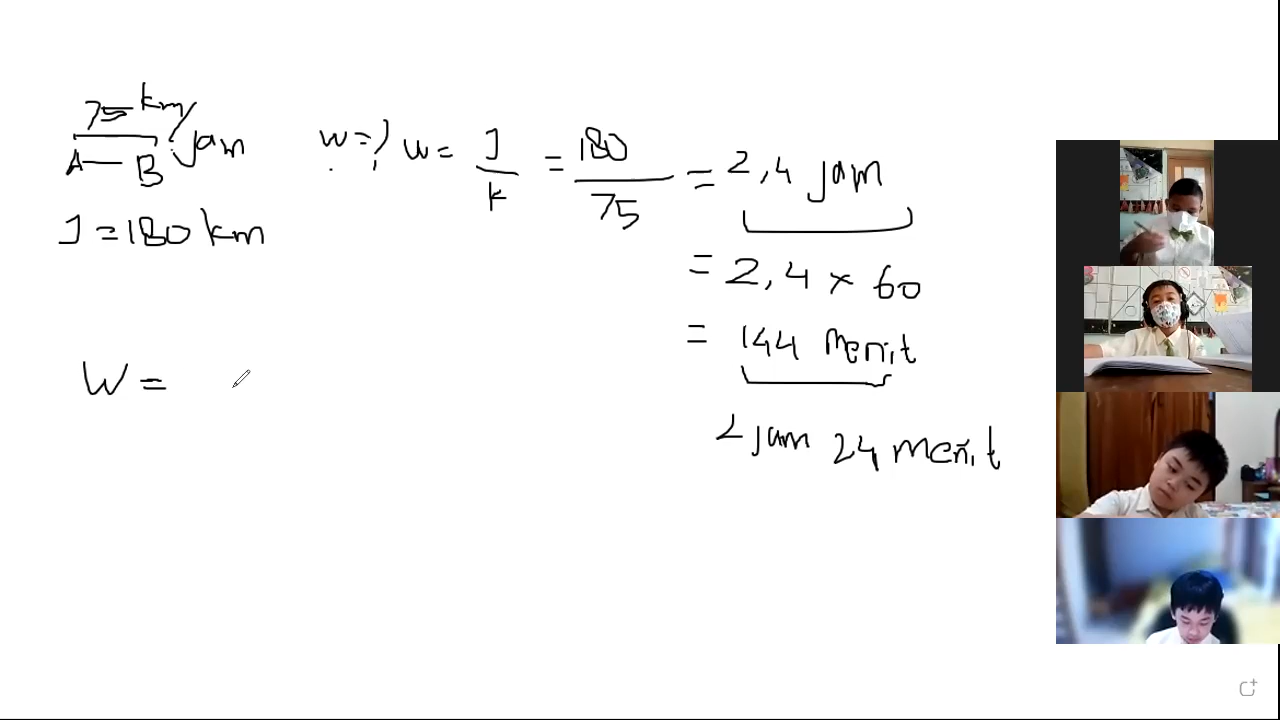 75 km/jam
A — B
J = 180 km
w = ? w = J/k = 180/75 = 2,4 jam
= 2,4 x 60
= 144 menit
2 jam 24 menit
W =